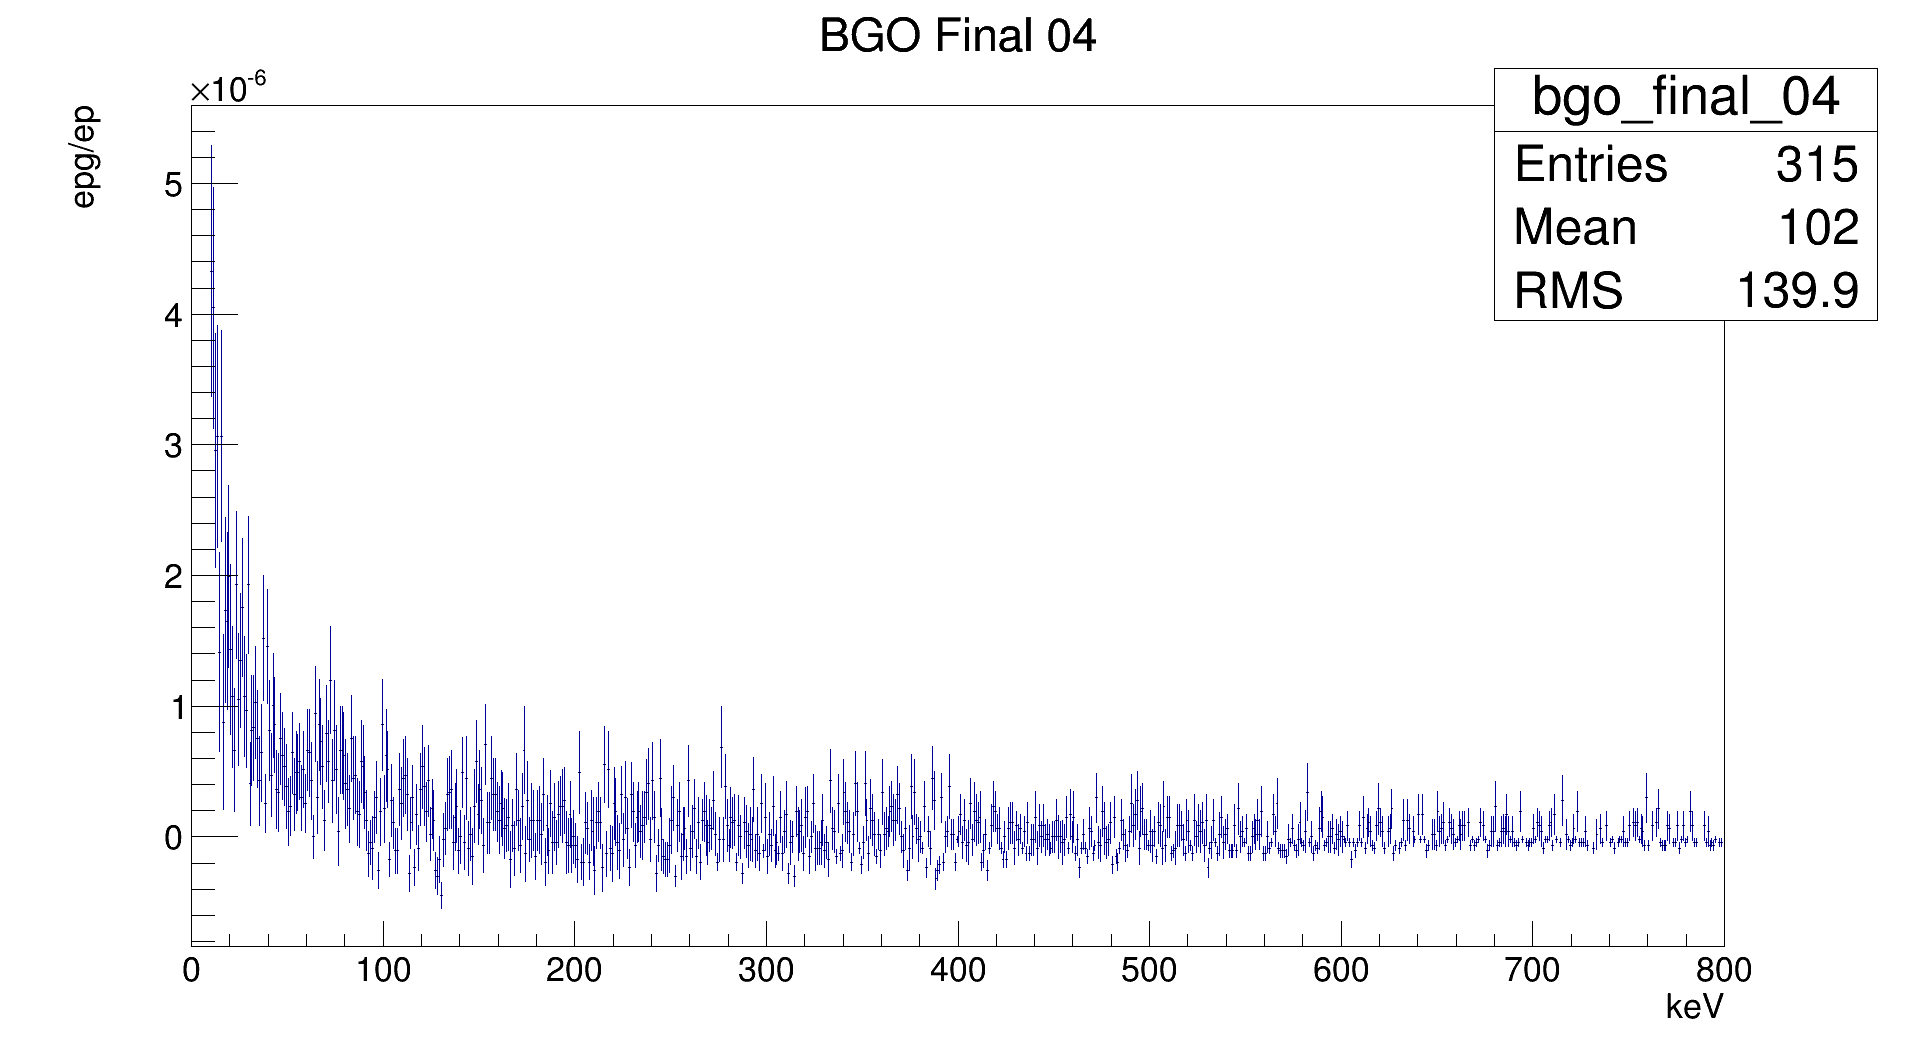 BGO Final 04
×10-6
epg/ep
bgo_final_04
Entries 315
Mean 102
RMS 139.9
5
4
3
2
1
0
0 100 200 300 400 500 600 700 800
keV